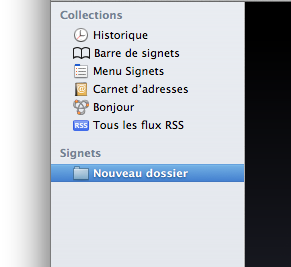 Collections
Historique
Barre de signets
Menu Signets
Carnet d'adresses
Bonjour
RSS Tous les flux RSS
Signets
Nouveau dossier